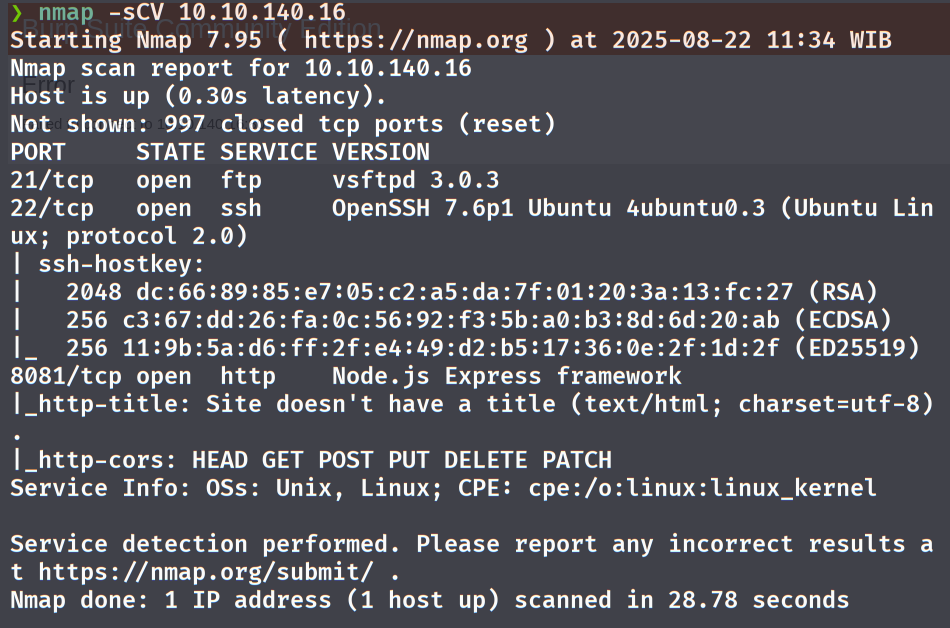 ❯ nmap -sCV 10.10.140.16
Burp Suite Community Edition
Starting Nmap 7.95 ( https://nmap.org ) at 2025-08-22 11:34 WIB
Nmap scan report for 10.10.140.16
Error
Host is up (0.30s latency).
Not shown: 997 closed tcp ports (reset)
PORT     STATE SERVICE VERSION
21/tcp   open  ftp     vsftpd 3.0.3
22/tcp   open  ssh     OpenSSH 7.6p1 Ubuntu 4ubuntu0.3 (Ubuntu Lin
ux; protocol 2.0)
| ssh-hostkey:
|   2048 dc:66:89:85:e7:05:c2:a5:da:7f:01:20:3a:13:fc:27 (RSA)
|   256 c3:67:dd:26:fa:0c:56:92:f3:5b:a0:b3:8d:6d:20:ab (ECDSA)
|_  256 11:9b:5a:d6:ff:2f:e4:49:d2:b5:17:36:0e:2f:1d:2f (ED25519)
8081/tcp open  http    Node.js Express framework
|_http-title: Site doesn't have a title (text/html; charset=utf-8)
.
|_http-cors: HEAD GET POST PUT DELETE PATCH
Service Info: OSs: Unix, Linux; CPE: cpe:/o:linux:linux_kernel

Service detection performed. Please report any incorrect results a
t https://nmap.org/submit/ .
Nmap done: 1 IP address (1 host up) scanned in 28.78 seconds